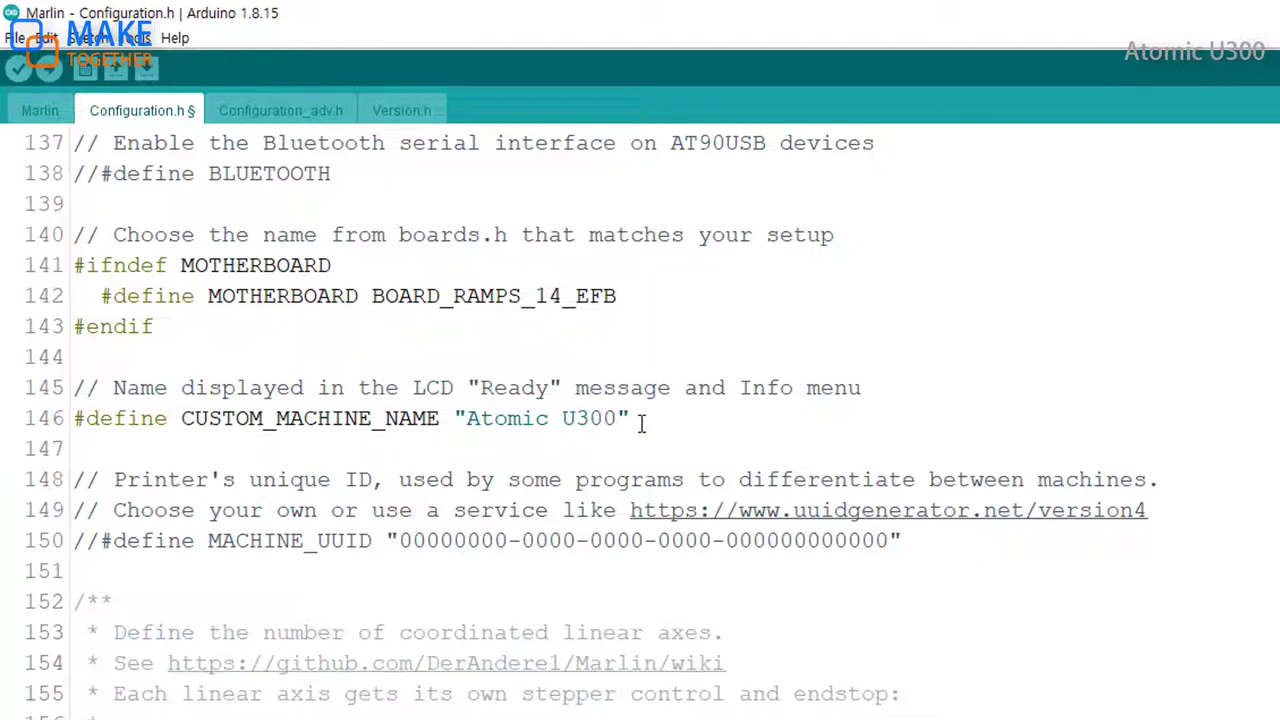 Marlin - Configuration.h | Arduino 1.8.15
File Edit Sketch Tools Help
MAKE
TOGETHER
Atomic U300
Marlin Configuration.h § Configuration_adv.h Version.h
137 // Enable the Bluetooth serial interface on AT90USB devices
138 //#define BLUETOOTH
139
140 // Choose the name from boards.h that matches your setup
141 #ifndef MOTHERBOARD
142 #define MOTHERBOARD BOARD_RAMPS_14_EFB
143 #endif
144
145 // Name displayed in the LCD "Ready" message and Info menu
146 #define CUSTOM_MACHINE_NAME "Atomic U300"
147
148 // Printer's unique ID, used by some programs to differentiate between machines.
149 // Choose your own or use a service like https://www.uuidgenerator.net/version4
150 //#define MACHINE_UUID "00000000-0000-0000-0000-000000000000"
151
152 /**
153 * Define the number of coordinated linear axes.
154 * See https://github.com/DerAndere1/Marlin/wiki
155 * Each linear axis gets its own stepper control and endstop: